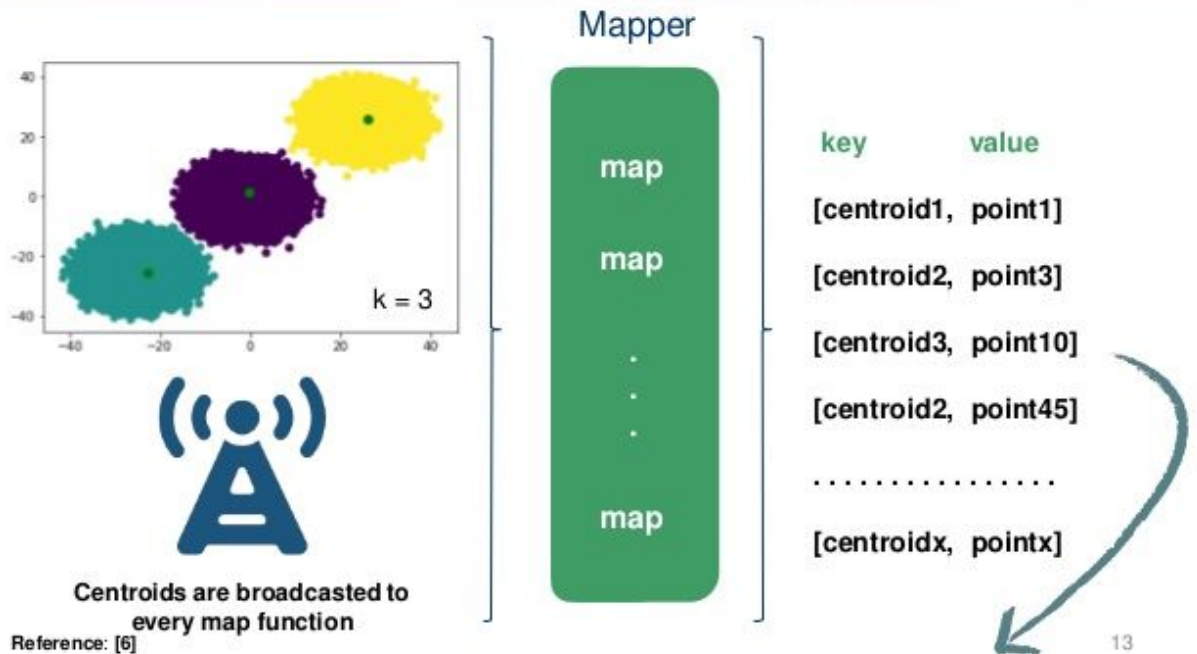 Mapper
40
20
0
-20
-40
-40
-20
0
20
40
k = 3
Centroids are broadcasted to
every map function
map
map
.
.
.
map
key value
[centroid1, point1]
[centroid2, point3]
[centroid3, point10]
[centroid2, point45]
. . . . . . . . . . . . . . . .
[centroidx, pointx]
Reference: [6]
13